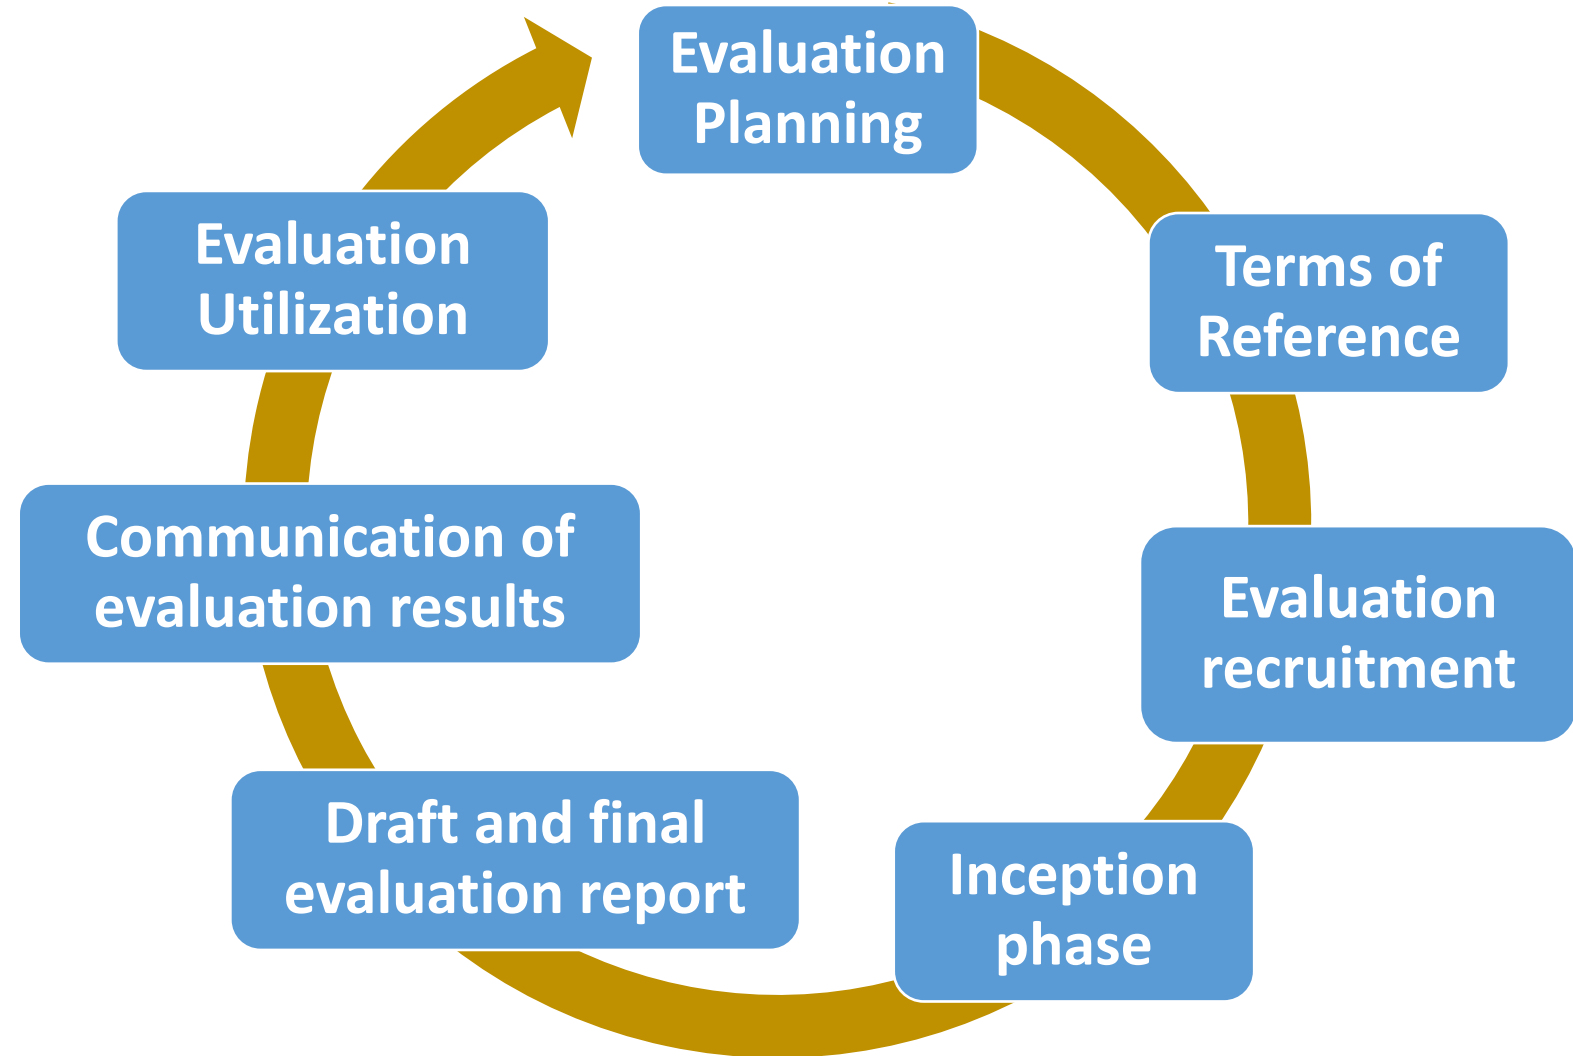 Evaluation
Planning
Terms of
Reference
Evaluation
recruitment
Inception
phase
Draft and final
evaluation report
Communication of
evaluation results
Evaluation
Utilization